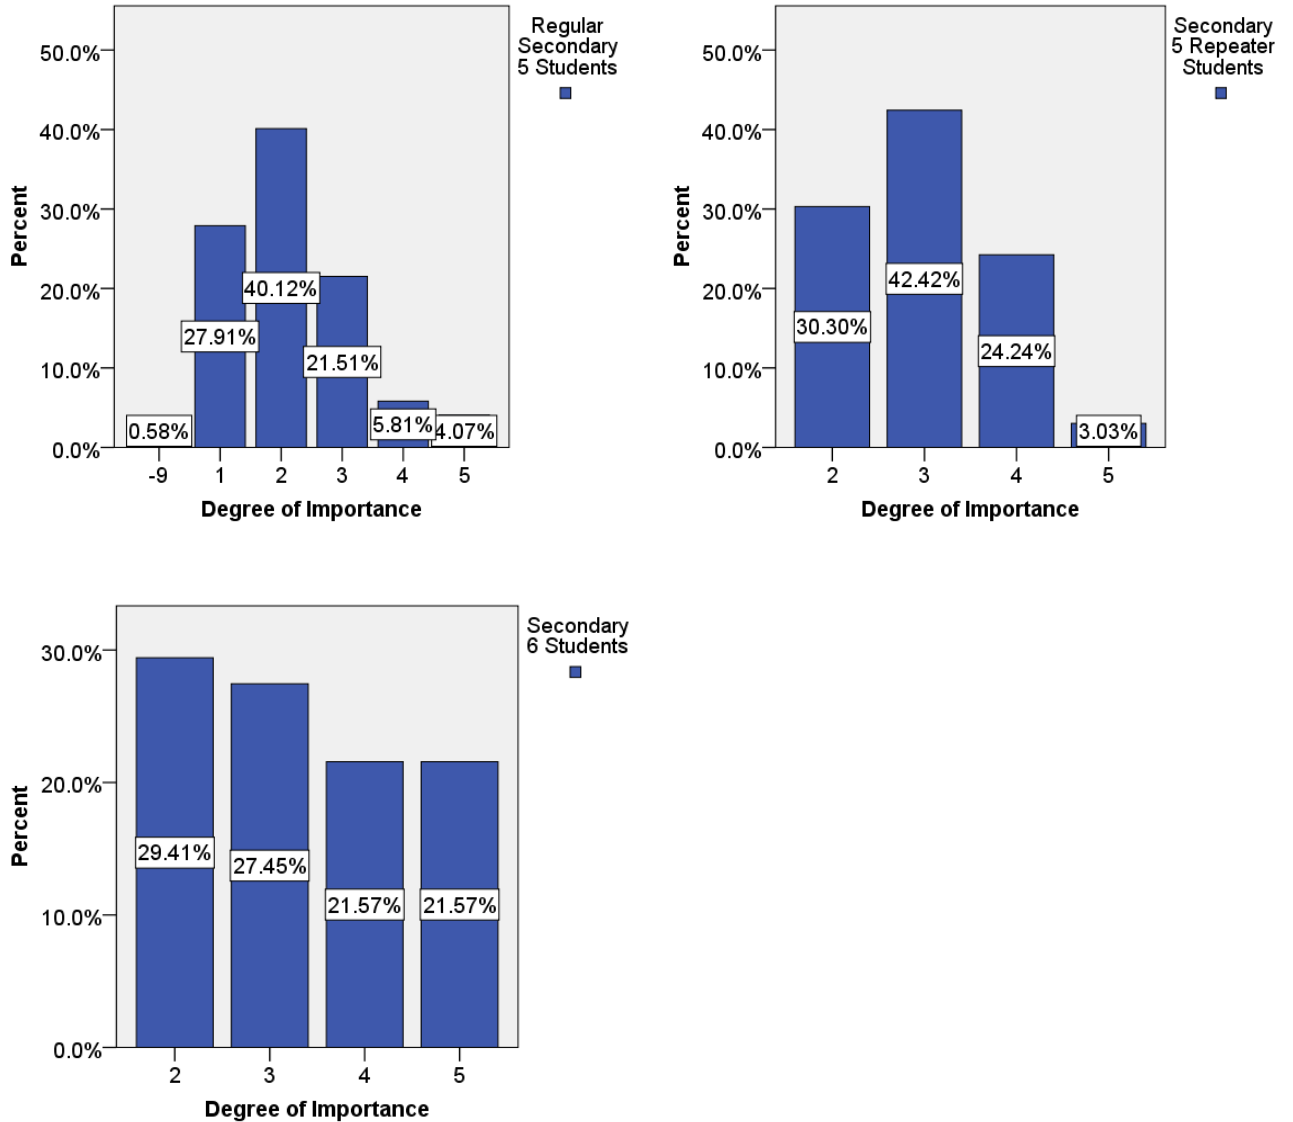 Regular
Secondary
5 Students
50.0%
40.0%
30.0%
20.0%
10.0%
0.0%
Percent
0.58%
27.91%
40.12%
21.51%
5.81%
4.07%
-9 1 2 3 4 5
Degree of Importance
Secondary
5 Repeater
Students
50.0%
40.0%
30.0%
20.0%
10.0%
0.0%
Percent
30.30%
42.42%
24.24%
3.03%
2 3 4 5
Degree of Importance
Secondary
6 Students
30.0%
20.0%
10.0%
0.0%
Percent
29.41%
27.45%
21.57%
21.57%
2 3 4 5
Degree of Importance